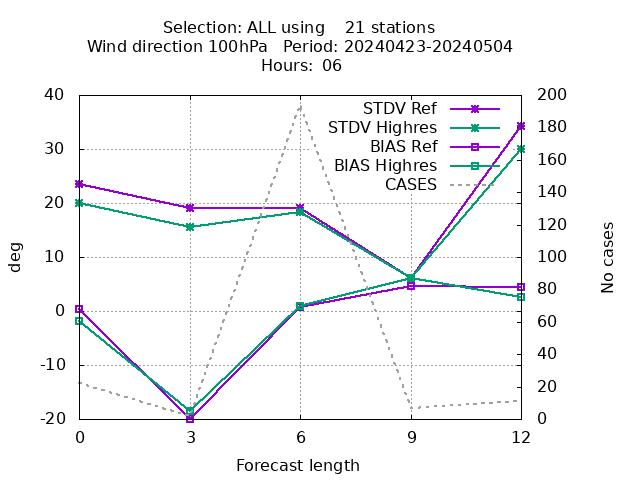 Selection: ALL using    21 stations
Wind direction 100hPa   Period: 20240423-20240504
Hours: 06
STDV Ref
STDV Highres
BIAS Ref
BIAS Highres
CASES
40
30
20
10
0
-10
-20
200
180
160
140
120
100
80
60
40
20
0
deg
No cases
0 3 6 9 12
Forecast length